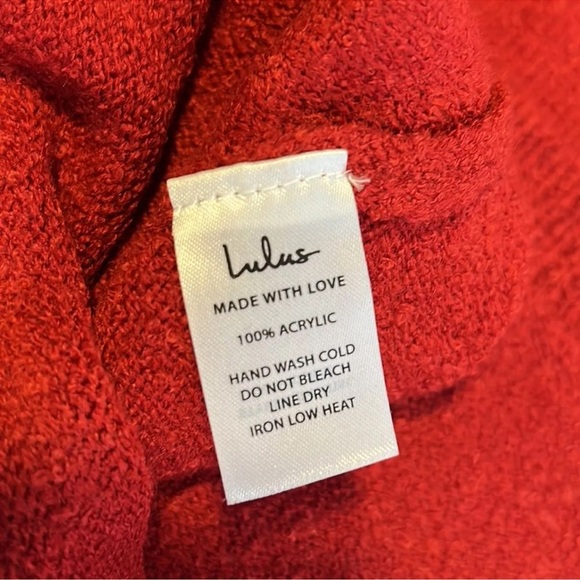 Lulus
MADE WITH LOVE
100% ACRYLIC
HAND WASH COLD
DO NOT BLEACH
LINE DRY
IRON LOW HEAT